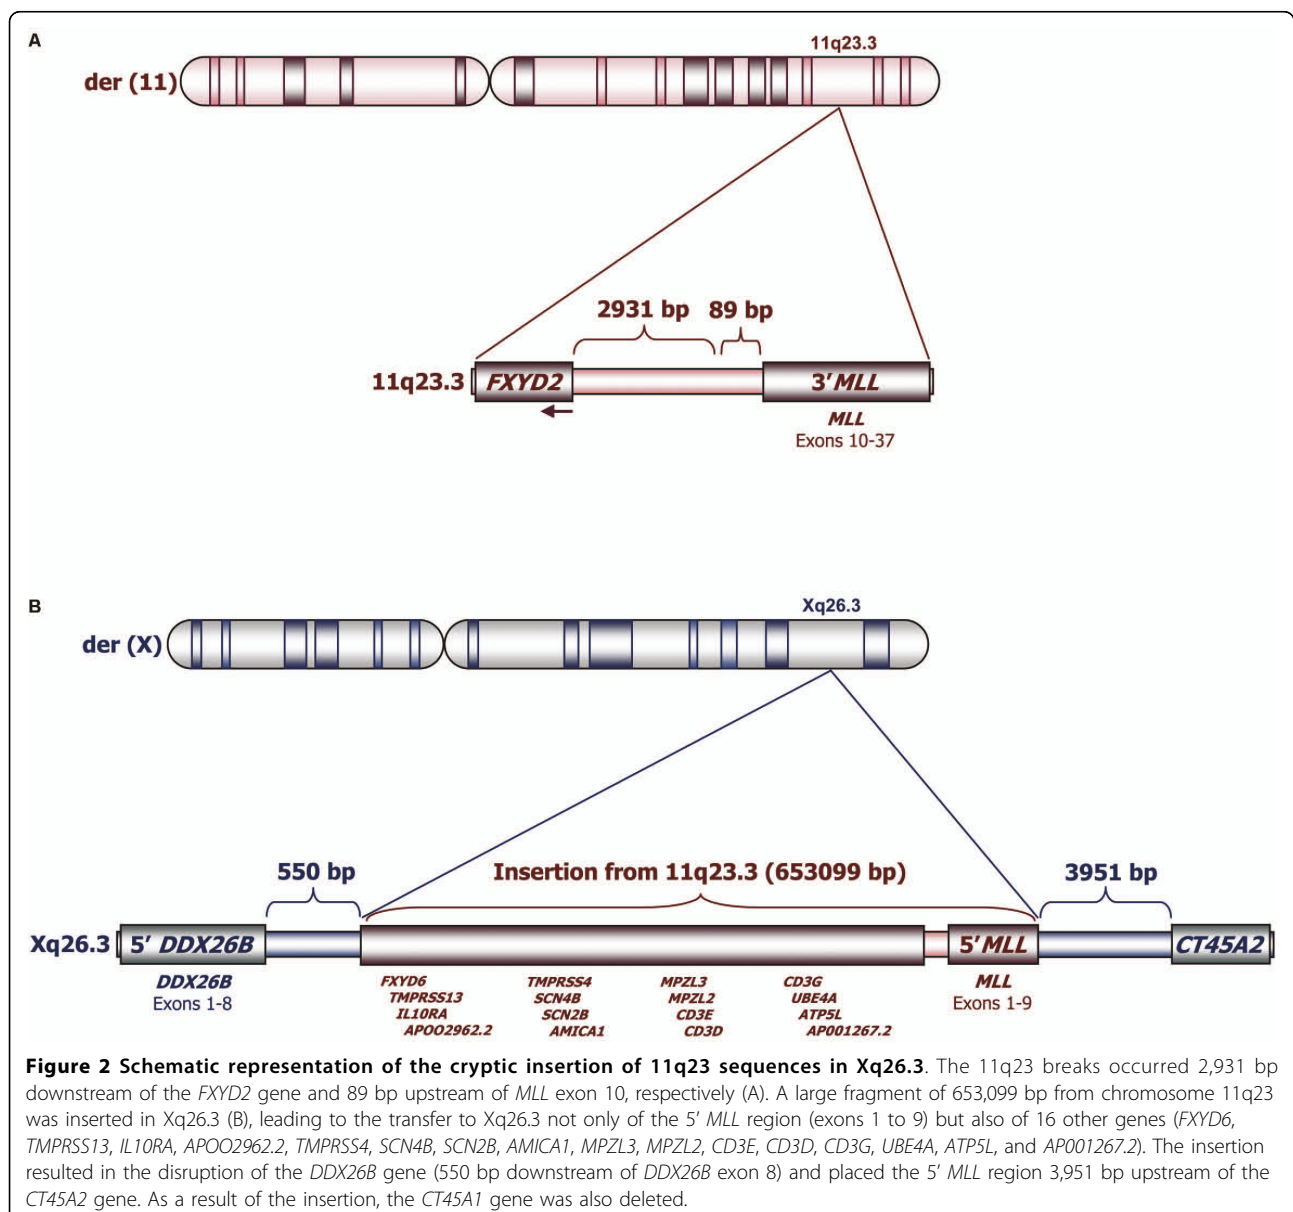 A
11q23.3
der (11)
2931 bp
89 bp
11q23.3
FXYD2
3' MLL
MLL
Exons 10-37
B
Xq26.3
der (X)
550 bp
Insertion from 11q23.3 (653099 bp)
3951 bp
Xq26.3
5' DDX26B
5' MLL
CT45A2
DDX26B
Exons 1-8
FXYD6
TMPRSS13
IL10RA
APOO2962.2
TMPRSS4
SCN4B
SCN2B
AMICA1
MPZL3
MPZL2
CD3E
CD3D
CD3G
UBE4A
ATP5L
AP001267.2
MLL
Exons 1-9
Figure 2 Schematic representation of the cryptic insertion of 11q23 sequences in Xq26.3. The 11q23 breaks occurred 2,931 bp
downstream of the FXYD2 gene and 89 bp upstream of MLL exon 10, respectively (A). A large fragment of 653,099 bp from chromosome 11q23
was inserted in Xq26.3 (B), leading to the transfer to Xq26.3 not only of the 5' MLL region (exons 1 to 9) but also of 16 other genes (FXYD6,
TMPRSS13, IL10RA, APOO2962.2, TMPRSS4, SCN4B, SCN2B, AMICA1, MPZL3, MPZL2, CD3E, CD3D, CD3G, UBE4A, ATP5L, and AP001267.2). The insertion
resulted in the disruption of the DDX26B gene (550 bp downstream of DDX26B exon 8) and placed the 5' MLL region 3,951 bp upstream of the
CT45A2 gene. As a result of the insertion, the CT45A1 gene was also deleted.